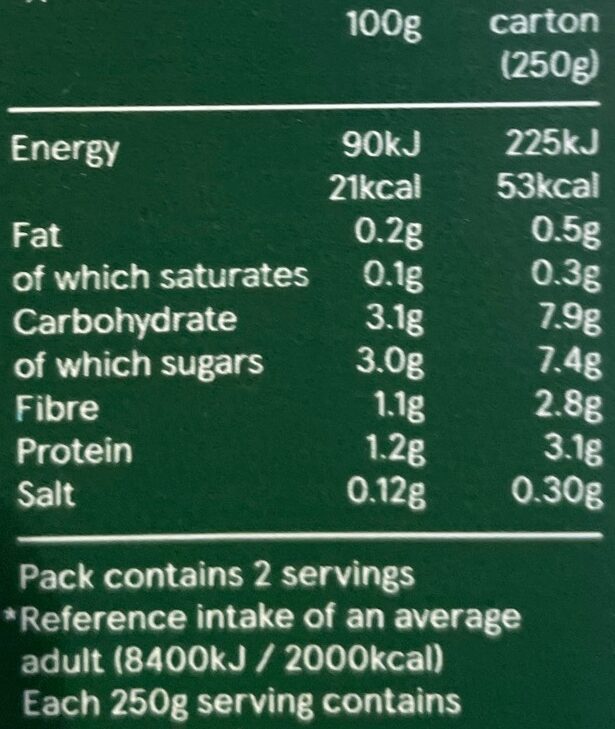 100g carton
(250g)
Energy 90kJ 225kJ
21kcal 53kcal
Fat 0.2g 0.5g
of which saturates 0.1g 0.3g
Carbohydrate 3.1g 7.9g
of which sugars 3.0g 7.4g
Fibre 1.1g 2.8g
Protein 1.2g 3.1g
Salt 0.12g 0.30g
Pack contains 2 servings
*Reference intake of an average
adult (8400kJ / 2000kcal)
Each 250g serving contains